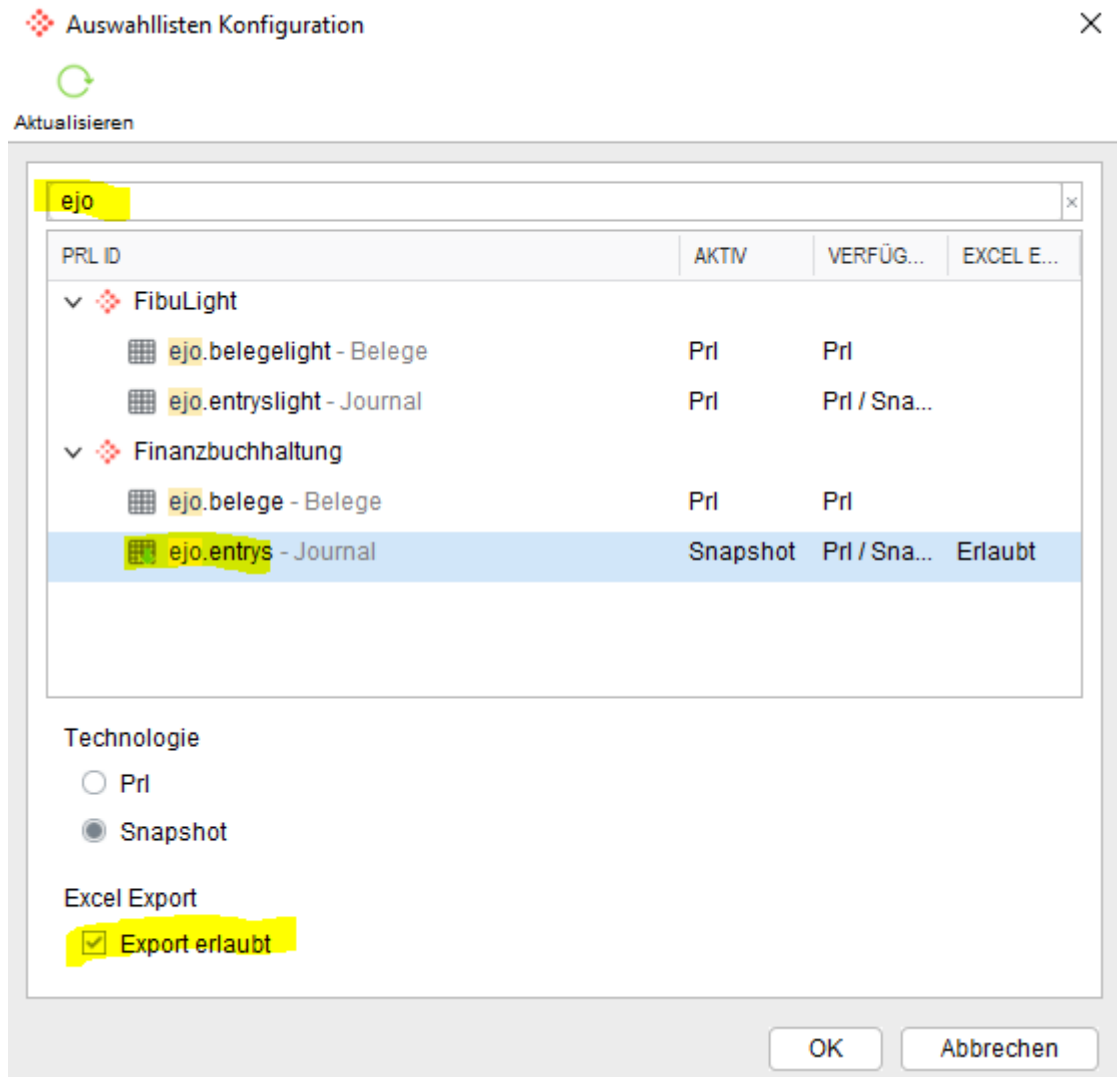 Auswahllisten Konfiguration
Aktualisieren
ejo
PRL ID AKTIV VERFÜG... EXCEL E...
FibuLight
ejo.belegelight - Belege Prl Prl
ejo.entryslight - Journal Prl Prl / Sna...
Finanzbuchhaltung
ejo.belege - Belege Prl Prl
ejo.entrys - Journal Snapshot Prl / Sna... Erlaubt
Technologie
Prl
Snapshot
Excel Export
Export erlaubt
OK Abbrechen